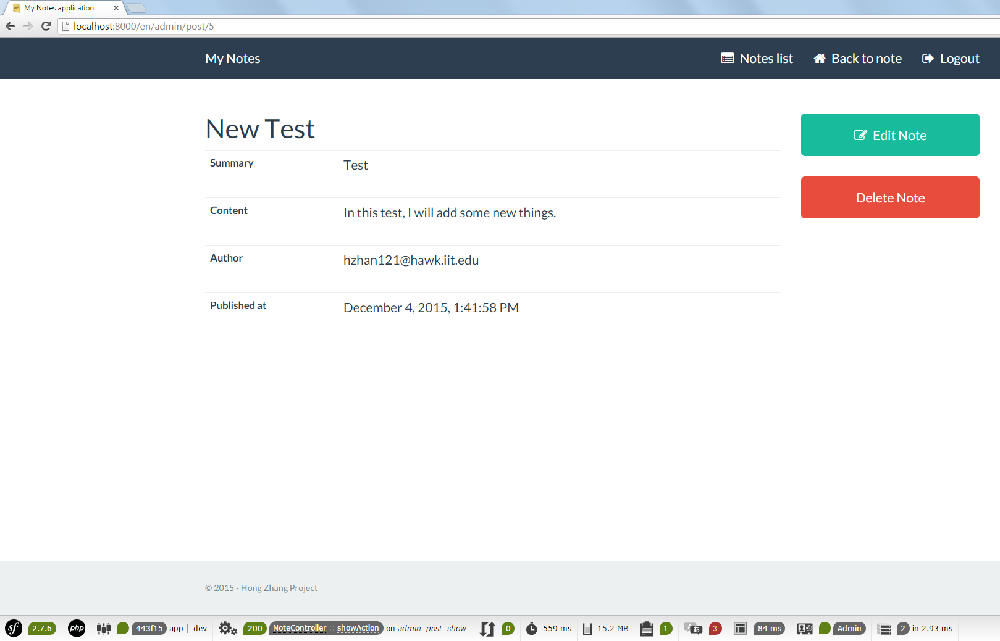 My Notes application
localhost:8000/en/admin/post/5
My Notes
Notes list
Back to note
Logout
New Test
Edit Note
Summary
Test
Delete Note
Content
In this test, I will add some new things.
Author
hzhan121@hawk.iit.edu
Published at
December 4, 2015, 1:41:58 PM
© 2015 - Hong Zhang Project
sf 2.7.6 php 443f15 app | dev 200 NoteController :: showAction on admin_post_show 0 559 ms 15.2 MB 1 あ 3 84 ms Admin 2 in 2.93 ms